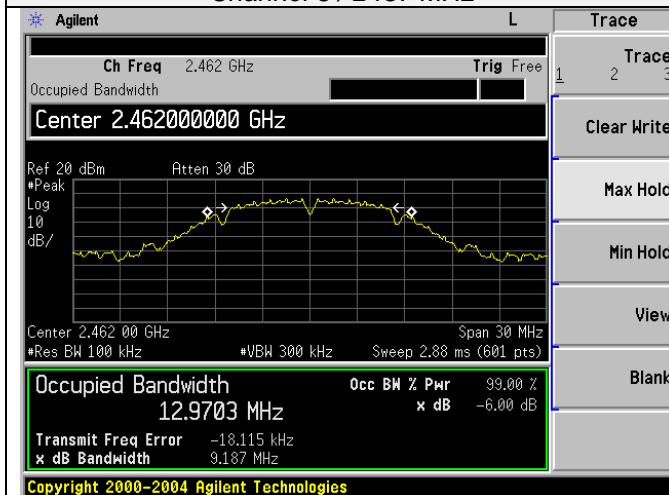 Agilent L Trace
Ch Freq 2.462 GHz Trig Free
Occupied Bandwidth
Center 2.462000000 GHz
Ref 20 dBm Atten 30 dB
#Peak
Log
10
dB/
Center 2.462 00 GHz Span 30 MHz
#Res BW 100 kHz #VBW 300 kHz Sweep 2.88 ms (601 pts)
Occupied Bandwidth Occ BW % Pwr 99.00 %
12.9703 MHz x dB -6.00 dB
Transmit Freq Error -18.115 kHz
x dB Bandwidth 9.187 MHz
Copyright 2000-2004 Agilent Technologies
Trace
1 2 3
Clear Write
Max Hold
Min Hold
View
Blank